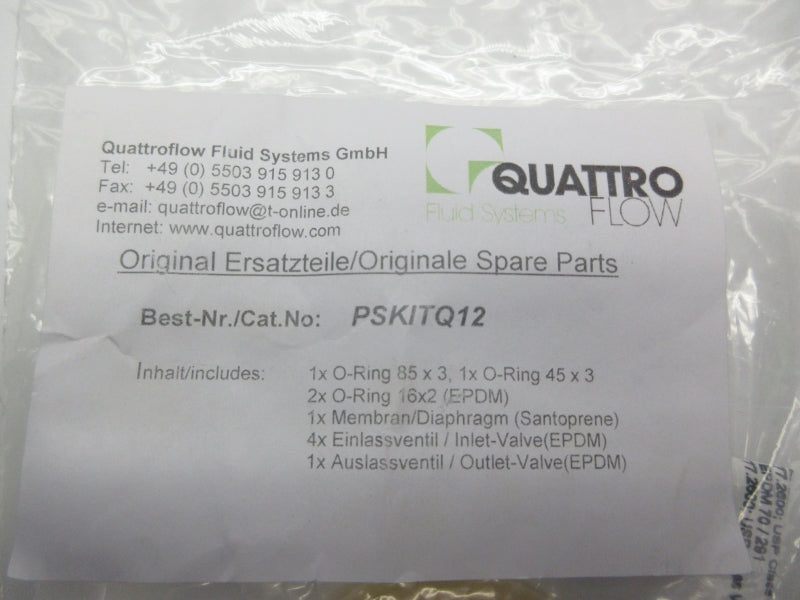 Quattroflow Fluid Systems GmbH
Tel: +49 (0) 5503 915 913 0
Fax: +49 (0) 5503 915 913 3
e-mail: quattroflow@t-online.de
Internet: www.quattroflow.com
QUATTRO
FLOW
Fluid Systems
Original Ersatzteile/Originale Spare Parts
Best-Nr./Cat.No: PSKITQ12
Inhalt/includes: 1x O-Ring 85 x 3, 1x O-Ring 45 x 3
2x O-Ring 16x2 (EPDM)
1x Membran/Diaphragm (Santoprene)
4x Einlassventil / Inlet-Valve(EPDM)
1x Auslassventil / Outlet-Valve(EPDM)
EPDM 70 / 291